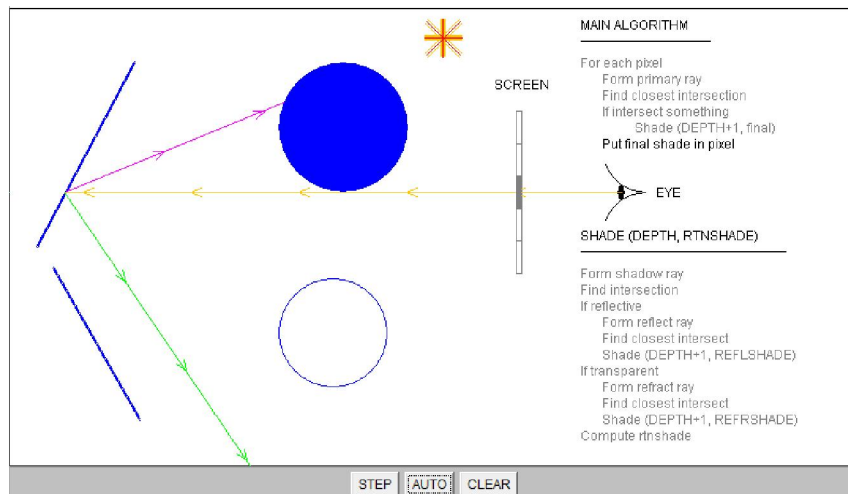 SCREEN
EYE
MAIN ALGORITHM
For each pixel
Form primary ray
Find closest intersection
If intersect something
Shade (DEPTH+1, final)
Put final shade in pixel
SHADE (DEPTH, RTNSHADE)
Form shadow ray
Find intersection
If reflective
Form reflect ray
Find closest intersect
Shade (DEPTH+1, REFLSHADE)
If transparent
Form refract ray
Find closest intersect
Shade (DEPTH+1, REFRSHADE)
Compute rtnshade
STEP AUTO CLEAR